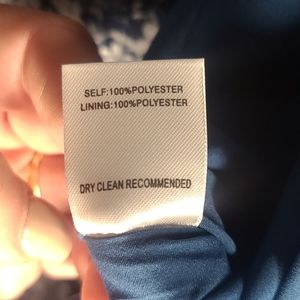 SELF:100%POLYESTER
LINING:100%POLYESTER
DRY CLEAN RECOMMENDED